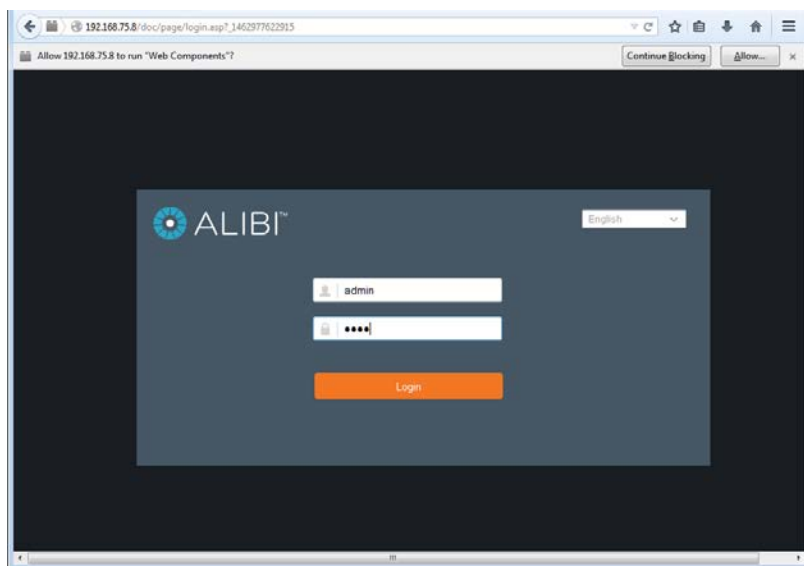 192.168.75.8/doc/page/login.asp?_1462977622915
Allow 192.168.75.8 to run "Web Components"?
Continue Blocking
Allow...
ALIBI™
English
admin
Login